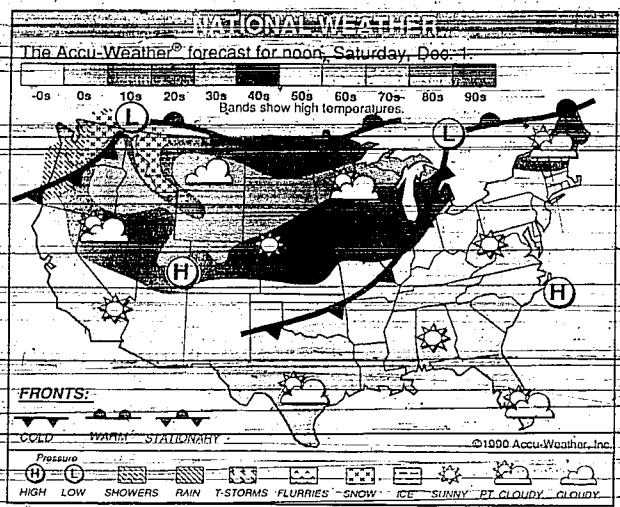 NATIONAL WEATHER
The Accu-Weather® forecast for noon, Saturday, Dec. 1.
-0s 0s 10s 20s 30s 40s 50s 60s 70s 80s 90s
Bands show high temperatures.
L
L
H
H
FRONTS:
COLD WARM STATIONARY
©1990 Accu-Weather, Inc.
Pressure
H L
HIGH LOW SHOWERS RAIN T-STORMS FLURRIES SNOW ICE SUNNY PT. CLOUDY CLOUDY